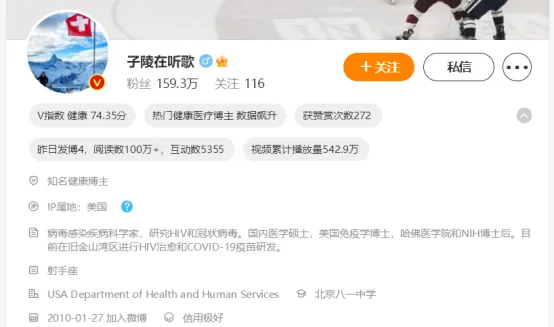 子陵在听歌
粉丝 159.3万 关注 116
+关注
私信
V指数 健康 74.35分
热门健康医疗博主 数据飙升
获赞赏次数272
昨日发博4，阅读数100万+，互动数5355
视频累计播放量542.9万
知名健康博主
IP属地：美国
病毒感染疾病科学家，研究HIV和冠状病毒。国内医学硕士，美国免疫学博士，哈佛医学院和NIH博士后。目
前在旧金山湾区进行HIV治愈和COVID-19疫苗研发。
射手座
USA Department of Health and Human Services 北京八一中学
2010-01-27 加入微博 信用极好